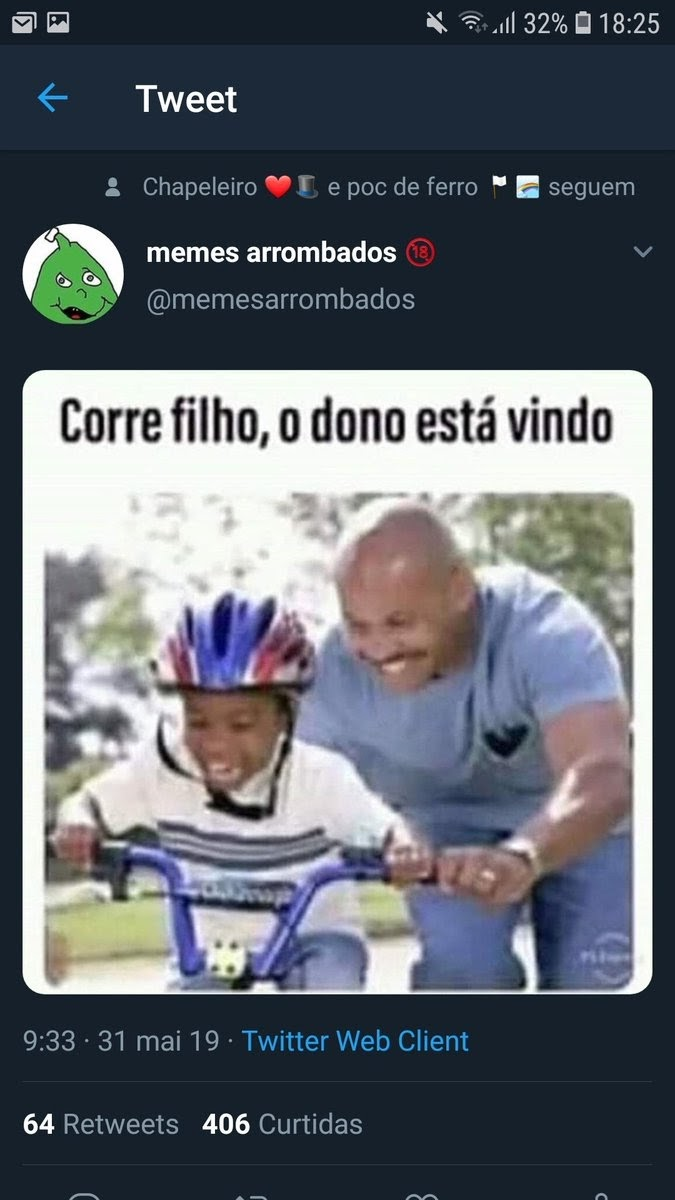 32% 18:25
Tweet
Chapeleiro ❤️🎩 e poc de ferro 🏳️🌈 seguem
memes arrombados 🔞
@memesarrombados
Corre filho, o dono está vindo
9:33 · 31 mai 19 · Twitter Web Client
64 Retweets 406 Curtidas